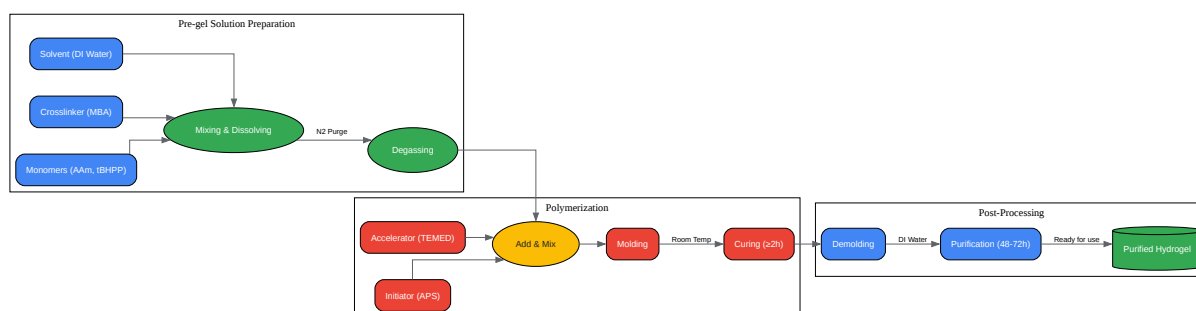 Pre-gel Solution Preparation
Solvent (DI Water)
Crosslinker (MBA)
Monomers (AAm, tBHPP)
Mixing & Dissolving
N2 Purge
Degassing
Polymerization
Accelerator (TEMED)
Initiator (APS)
Add & Mix
Molding
Room Temp
Curing (≥2h)
Post-Processing
Demolding
DI Water
Purification (48-72h)
Ready for use
Purified Hydrogel